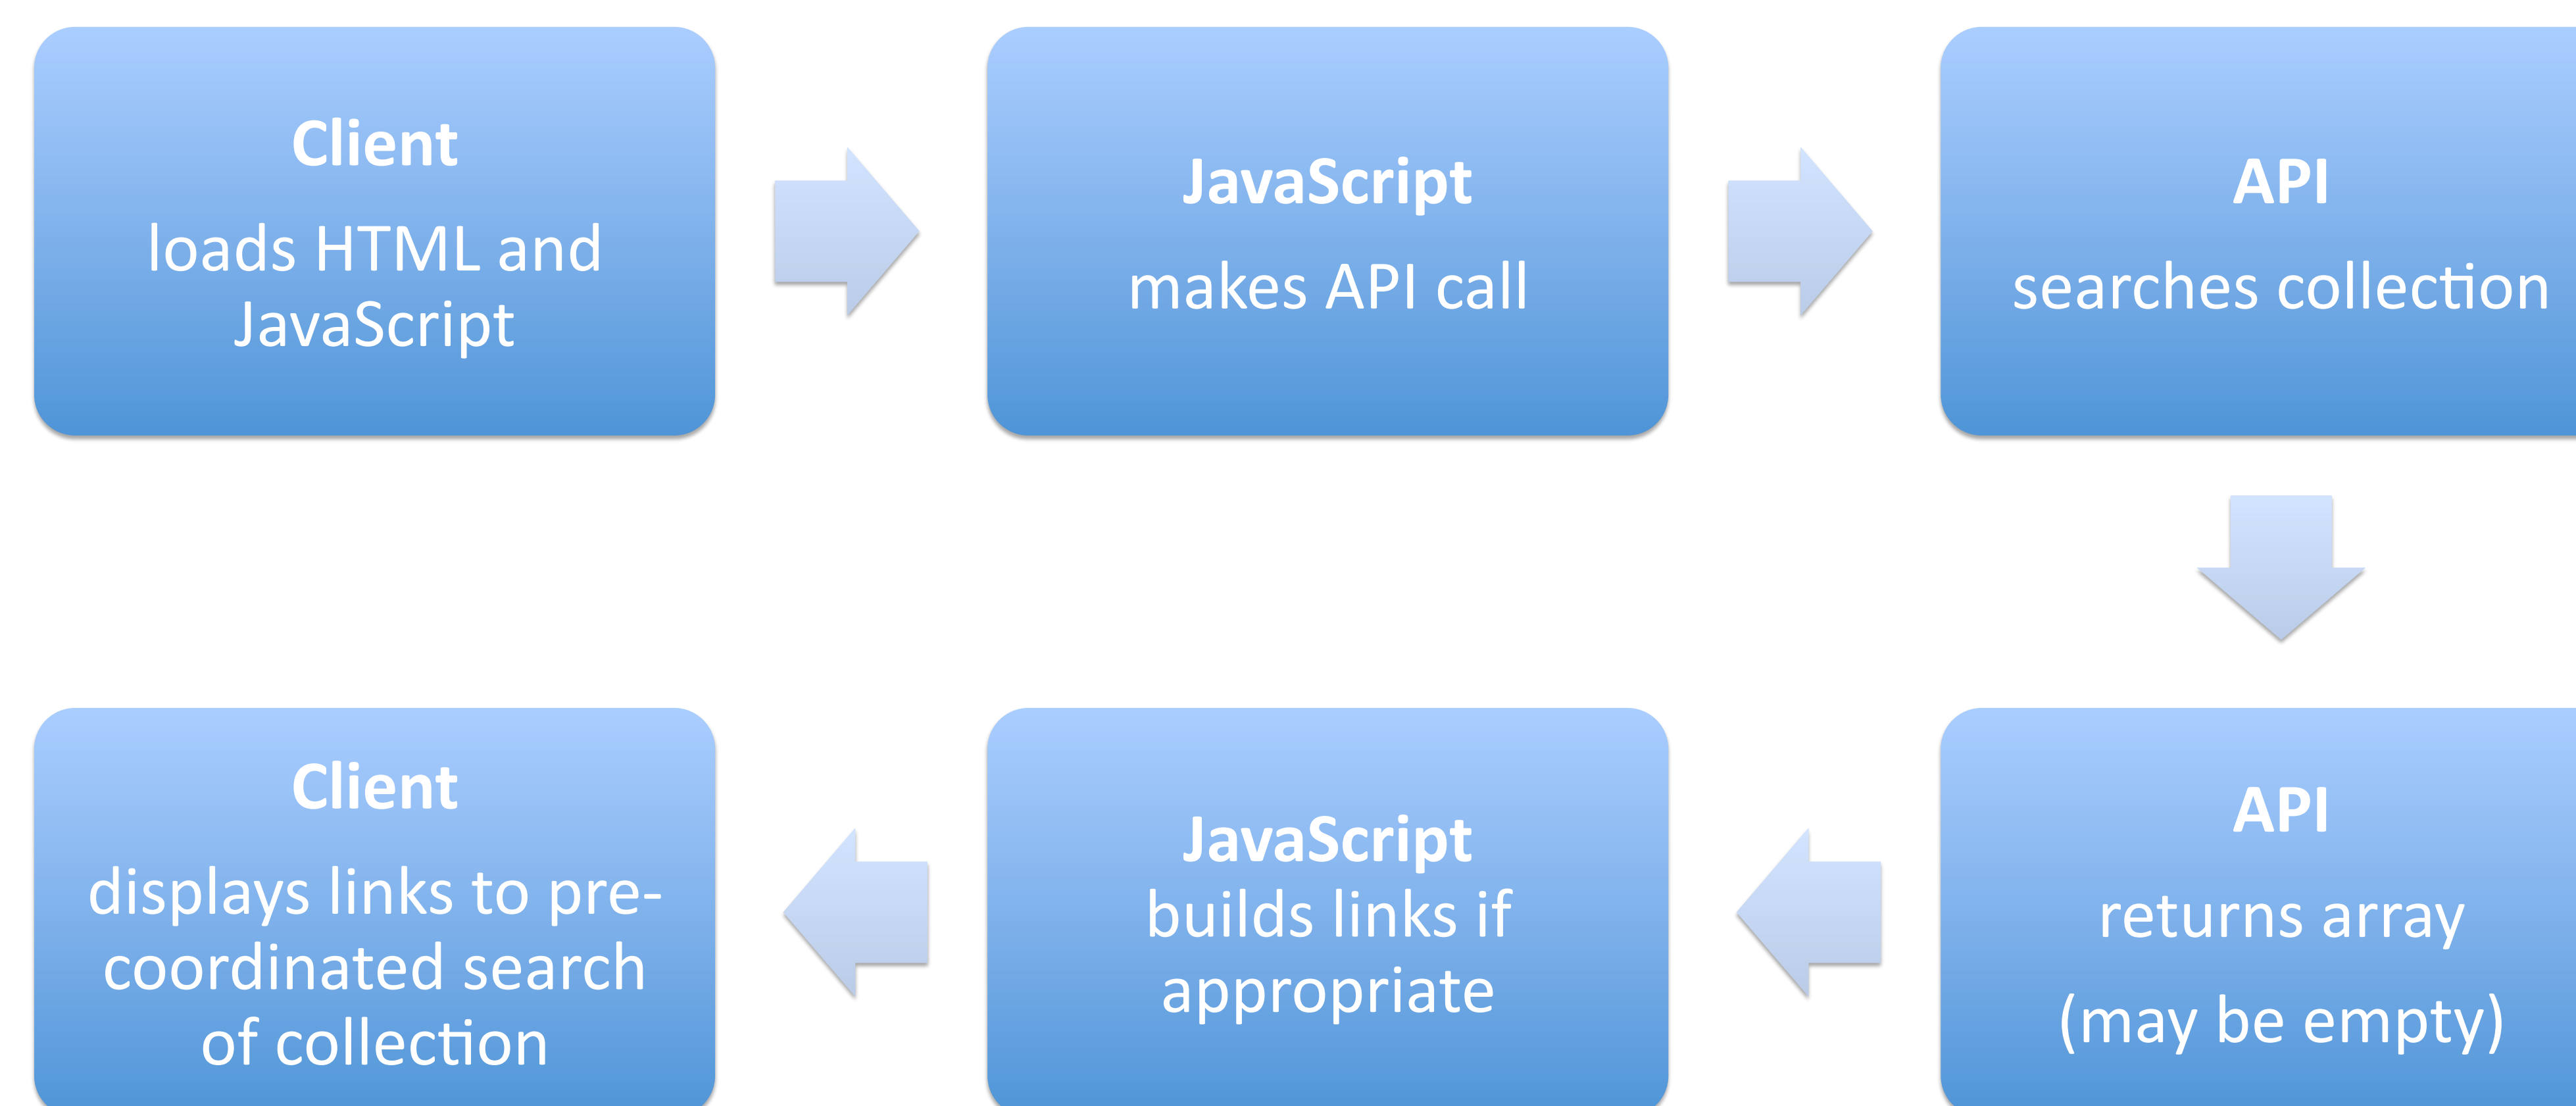 Client
loads HTML and
JavaScript
JavaScript
makes API call
API
searches collection
API
returns array
(may be empty)
JavaScript
builds links if
appropriate
Client
displays links to pre-
coordinated search
of collection